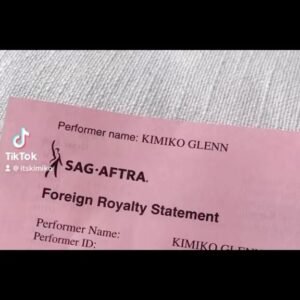 Performer name: KIMIKO GLENN
TikTok
@ itskimiko
SAG·AFTRA.
Foreign Royalty Statement
Performer Name: KIMIKO GLENN
Performer ID: